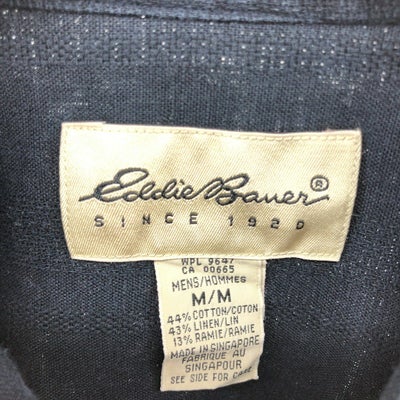 Eddie Bauer®
SINCE 1920
WPL 9647
CA 00665
MENS/HOMMES
M/M
44% COTTON/COTON
43% LINEN/LIN
13% RAMIE/RAMIE
MADE IN SINGAPORE
FABRIQUE AU
SINGAPOUR
SEE SIDE FOR CARE